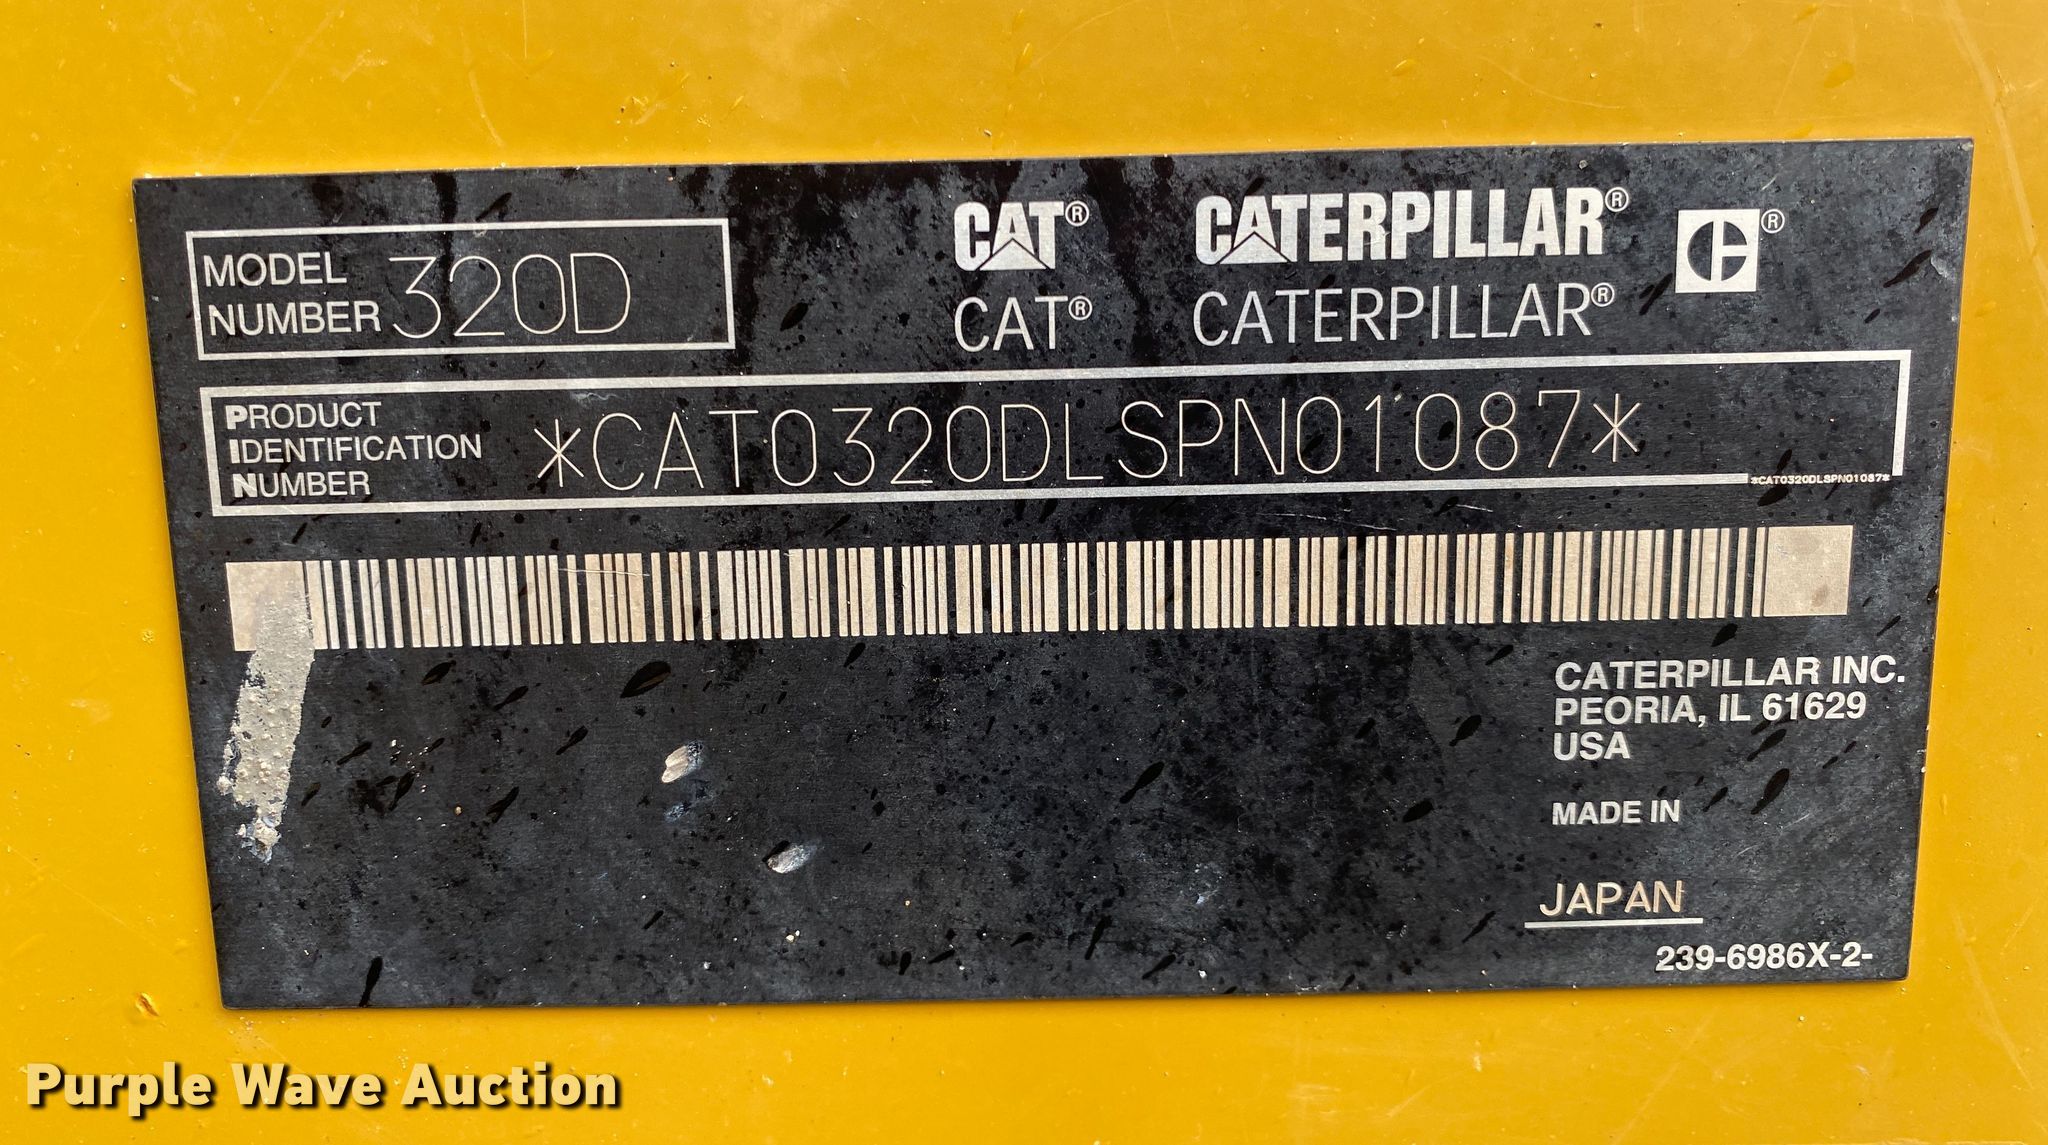 MODEL
NUMBER 320D
CAT® CATERPILLAR® ®
CAT® CATERPILLAR®
PRODUCT
IDENTIFICATION
NUMBER
*CAT0320DLSPN01087*
*CAT0320DLSPN01087*
CATERPILLAR INC.
PEORIA, IL 61629
USA
MADE IN
JAPAN
239-6986X-2-
Purple Wave Auction